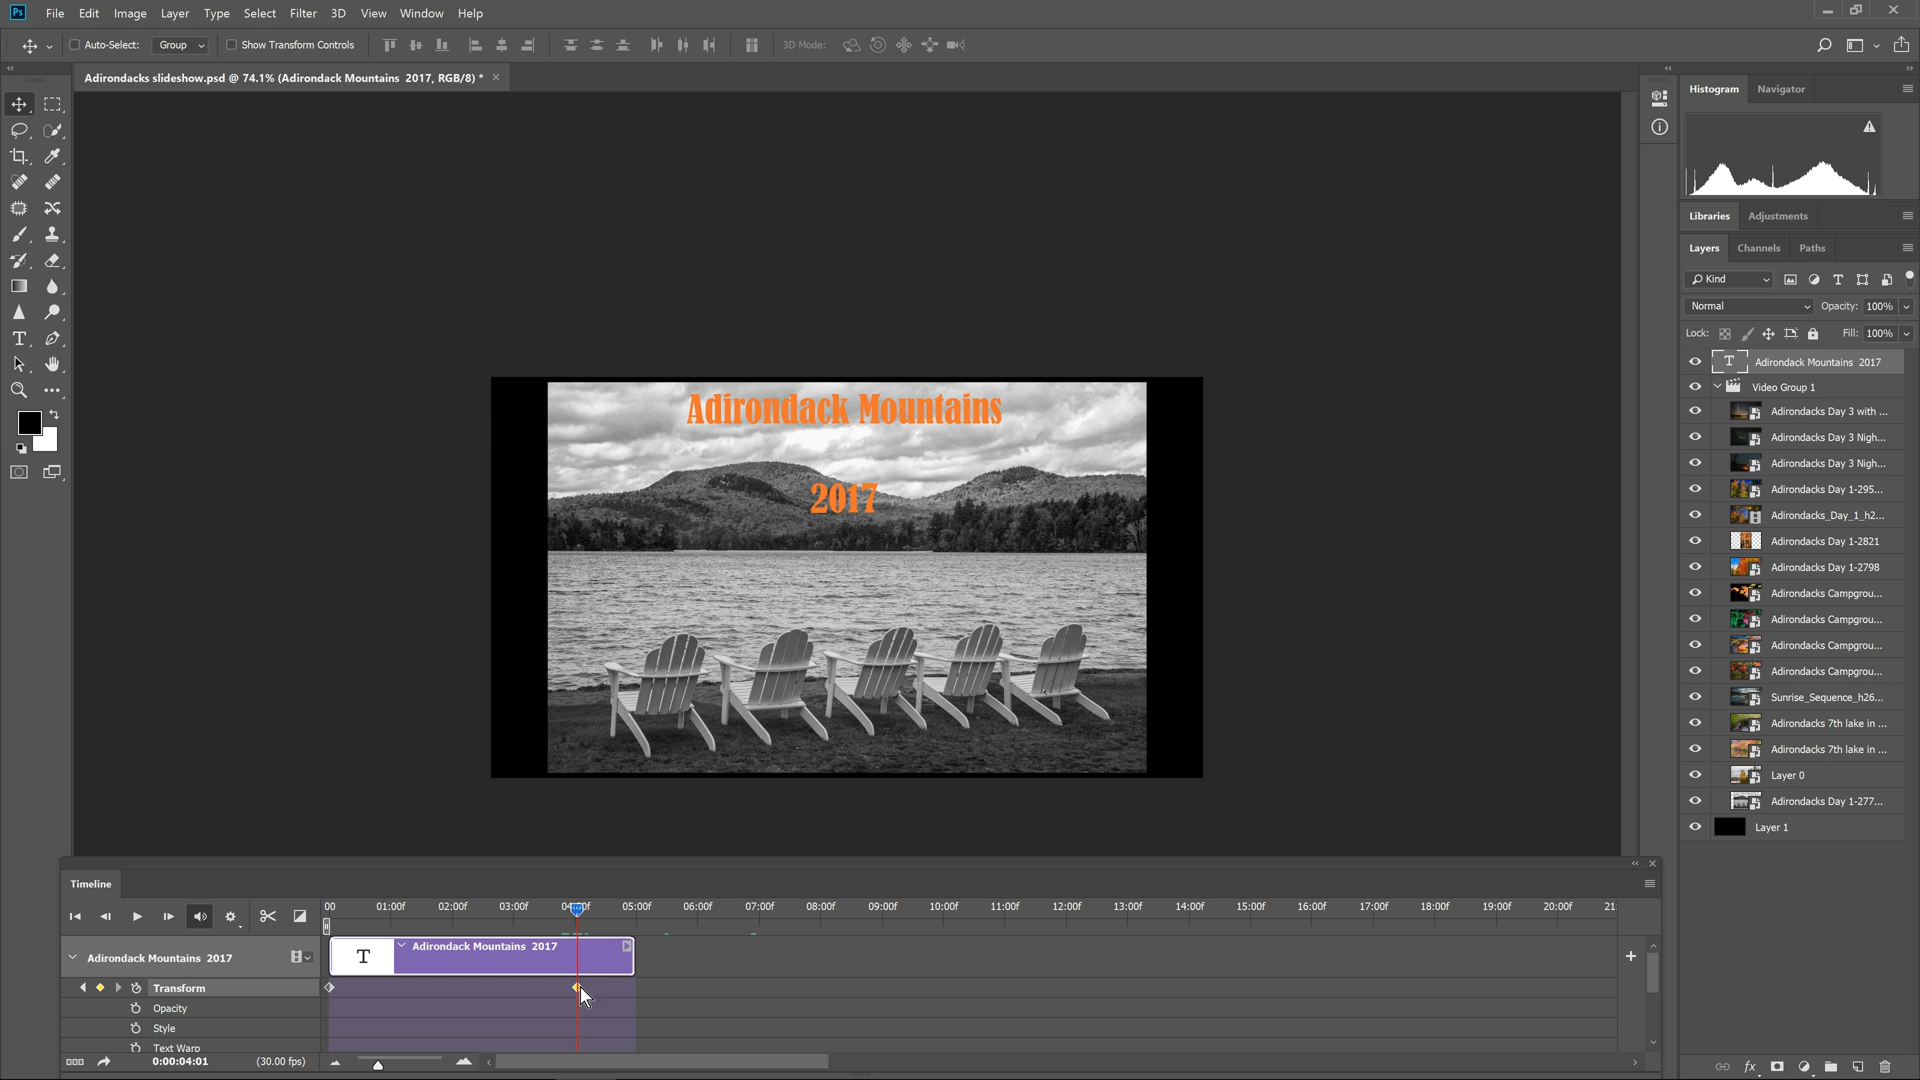 Ps File Edit Image Layer Type Select Filter 3D View Window Help
Auto-Select: Group Show Transform Controls 3D Mode:
Adirondacks slideshow.psd @ 74.1% (Adirondack Mountains 2017, RGB/8) * ×
Histogram Navigator
Libraries Adjustments
Layers Channels Paths
Kind
Normal Opacity: 100%
Lock: Fill: 100%
T Adirondack Mountains 2017
Video Group 1
Adirondacks Day 3 with ...
Adirondacks Day 3 Nigh...
Adirondacks Day 3 Nigh...
Adirondacks Day 1-295...
Adirondacks_Day_1_h2...
Adirondacks Day 1-2821
Adirondacks Day 1-2798
Adirondacks Campgrou...
Adirondacks Campgrou...
Adirondacks Campgrou...
Adirondacks Campgrou...
Sunrise_Sequence_h26...
Adirondacks 7th lake in ...
Adirondacks 7th lake in ...
Layer 0
Adirondacks Day 1-277...
Layer 1
fx
Adirondack Mountains
2017
Timeline
00 01:00f 02:00f 03:00f 04:00f 05:00f 06:00f 07:00f 08:00f 09:00f 10:00f 11:00f 12:00f 13:00f 14:00f 15:00f 16:00f 17:00f 18:00f 19:00f 20:00f 21:
Adirondack Mountains 2017
T Adirondack Mountains 2017
Transform
Opacity
Style
Text Warp
0:00:04:01 (30.00 fps)